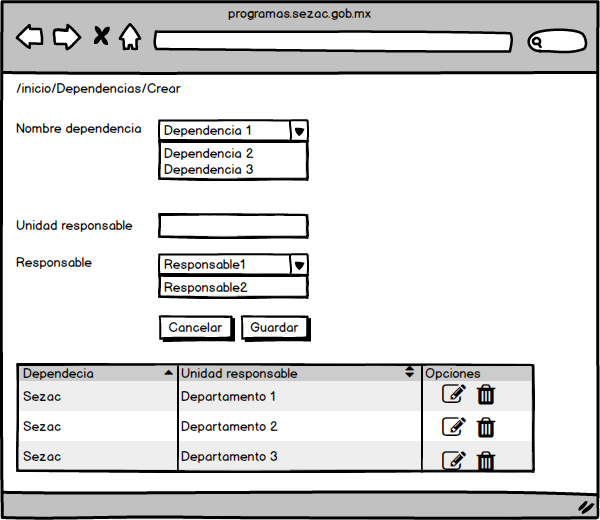 programas.sezac.gob.mx
/inicio/Dependencias/Crear
Nombre dependencia
Dependencia 1
Dependencia 2
Dependencia 3
Unidad responsable
Responsable
Responsable1
Responsable2
Cancelar Guardar
Dependecia Unidad responsable Opciones
Sezac Departamento 1
Sezac Departamento 2
Sezac Departamento 3